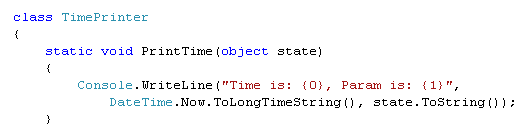 class TimePrinter
{
    static void PrintTime(object state)
    {
        Console.WriteLine("Time is: {0}, Param is: {1}",
            DateTime.Now.ToLongTimeString(), state.ToString());
    }